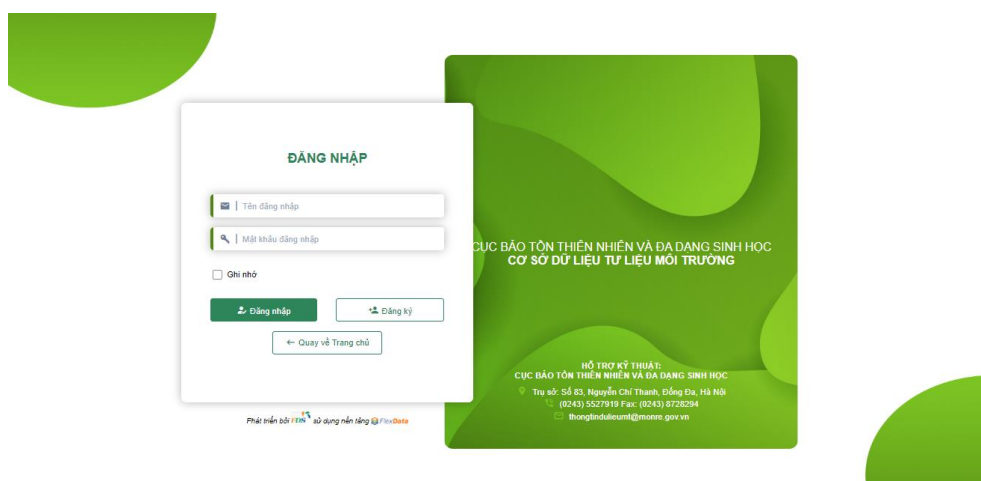 ĐĂNG NHẬP
Tên đăng nhập
Mật khẩu đăng nhập
Ghi nhớ
Đăng nhập
Đăng ký
← Quay về Trang chủ
Phát triển bởi FDS sử dụng nền tảng FlexData
CỤC BẢO TỒN THIÊN NHIÊN VÀ ĐA DẠNG SINH HỌC
CƠ SỞ DỮ LIỆU TƯ LIỆU MÔI TRƯỜNG
HỖ TRỢ KỸ THUẬT:
CỤC BẢO TỒN THIÊN NHIÊN VÀ ĐA DẠNG SINH HỌC
Trụ sở: Số 83, Nguyễn Chí Thanh, Đống Đa, Hà Nội
(0243) 5527919 Fax: (0243) 8728294
thongtindulieumt@monre.gov.vn